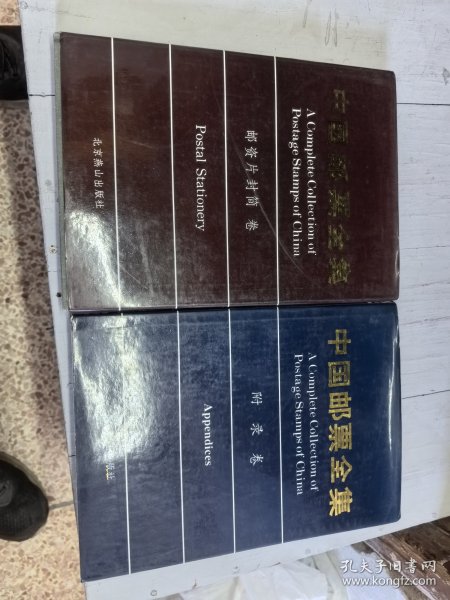 中国邮票全集
A Complete Collection of
Postage Stamps of China
邮资片封简卷
Postal Stationery
北京燕山出版社
中国邮票全集
A Complete Collection of
Postage Stamps of China
附录卷
Appendices
版社
孔夫子旧书网
www.kongfz.com